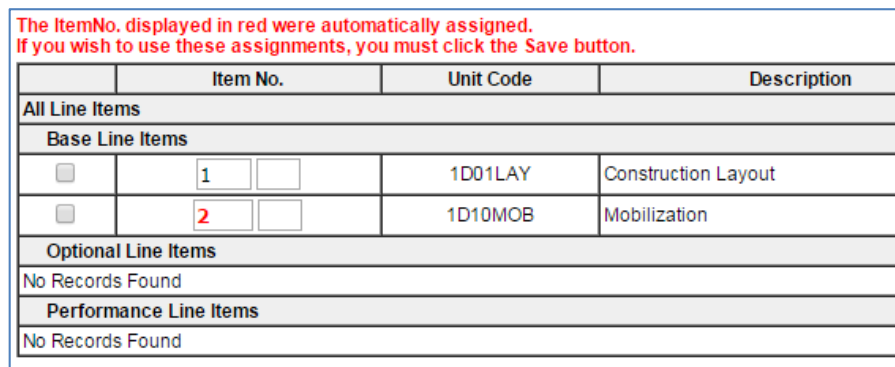 The ItemNo. displayed in red were automatically assigned.
If you wish to use these assignments, you must click the Save button.
Item No. Unit Code Description
All Line Items
Base Line Items
1 1D01LAY Construction Layout
2 1D10MOB Mobilization
Optional Line Items
No Records Found
Performance Line Items
No Records Found